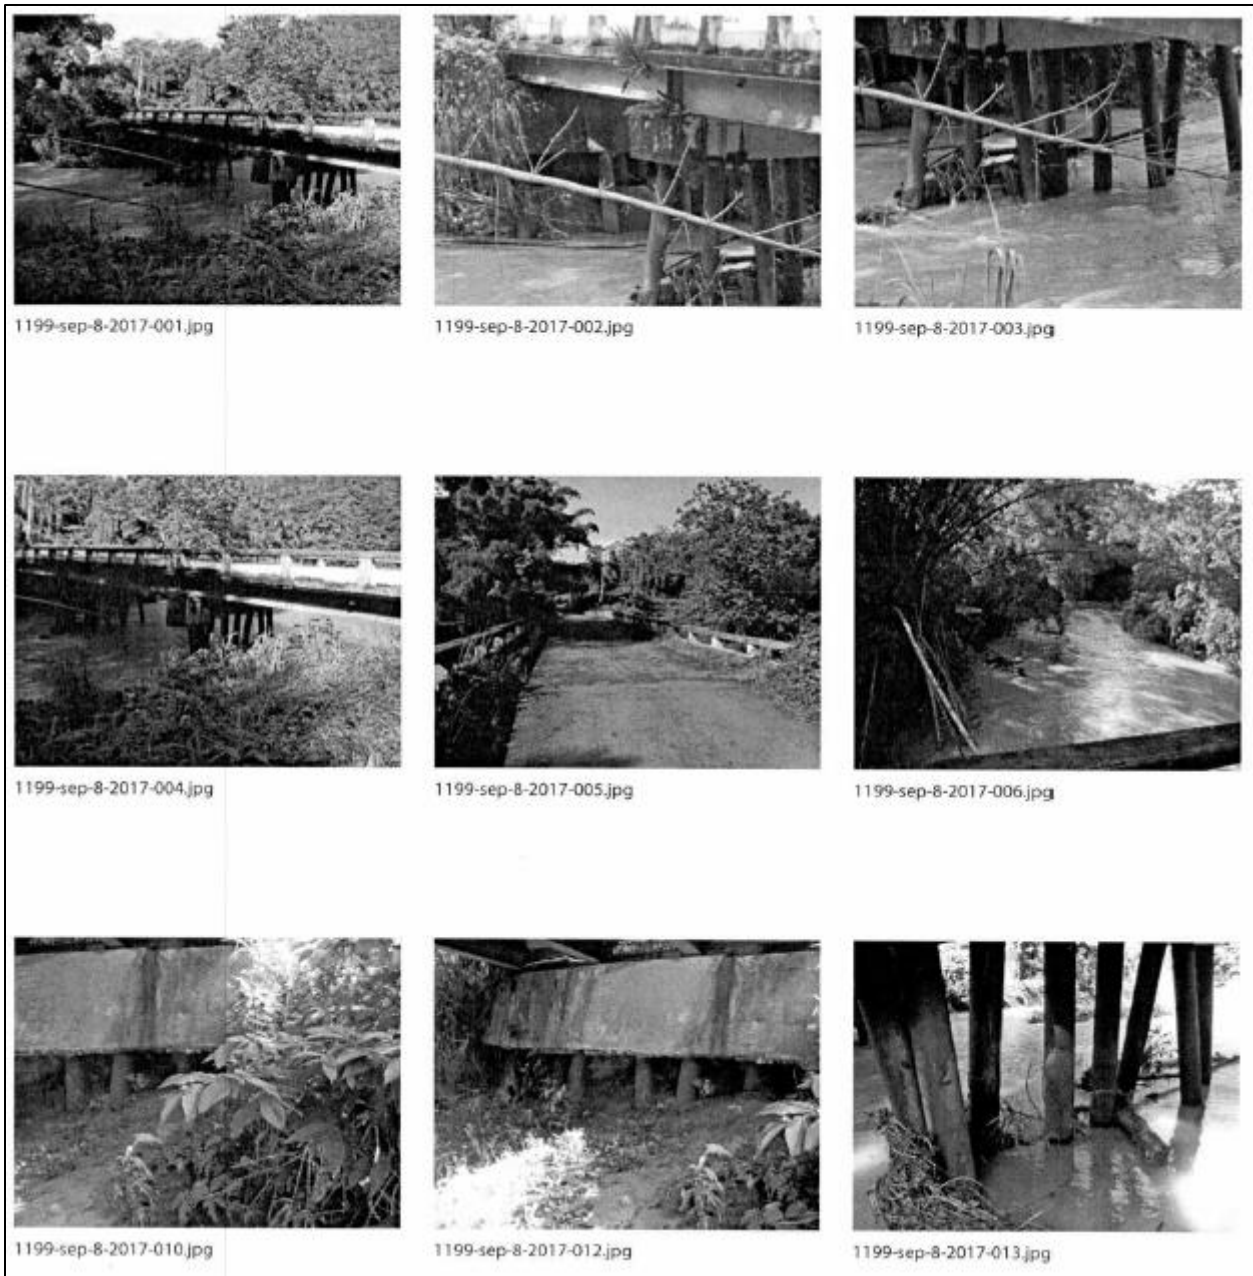 1199-sep-8-2017-001.jpg
1199-sep-8-2017-002.jpg
1199-sep-8-2017-003.jpg
1199-sep-8-2017-004.jpg
1199-sep-8-2017-005.jpg
1199-sep-8-2017-006.jpg
1199-sep-8-2017-010.jpg
1199-sep-8-2017-012.jpg
1199-sep-8-2017-013.jpg